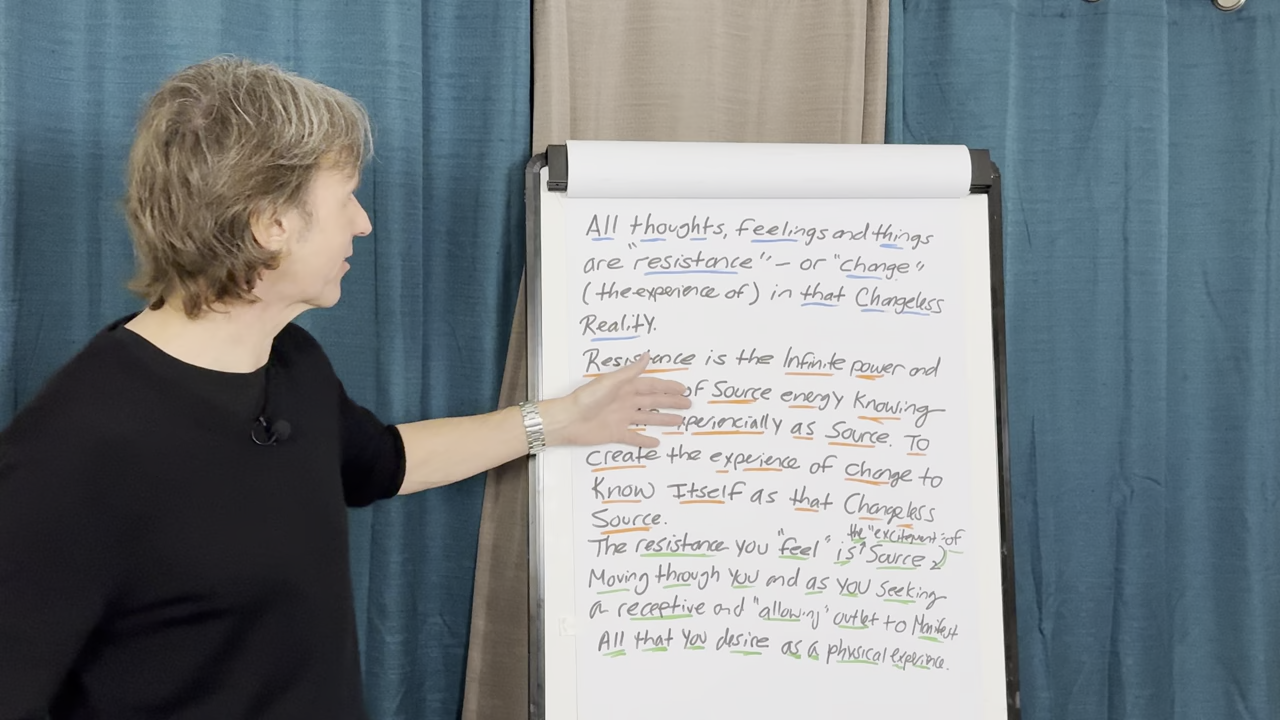 All thoughts, feelings and things
are "resistance" - or "change"
(the experience of) in that Changeless
Reality.
Resistance is the Infinite power and
of Source energy Knowing
experiencially as Source. To
create the experience of change to
Know Itself as that Changeless
Source.
the "excitement" of
The resistance you "feel" is Source
Moving through you and as you seeking
a receptive and "allowing" outlet to Manifest
All that you desire as a physical experience.